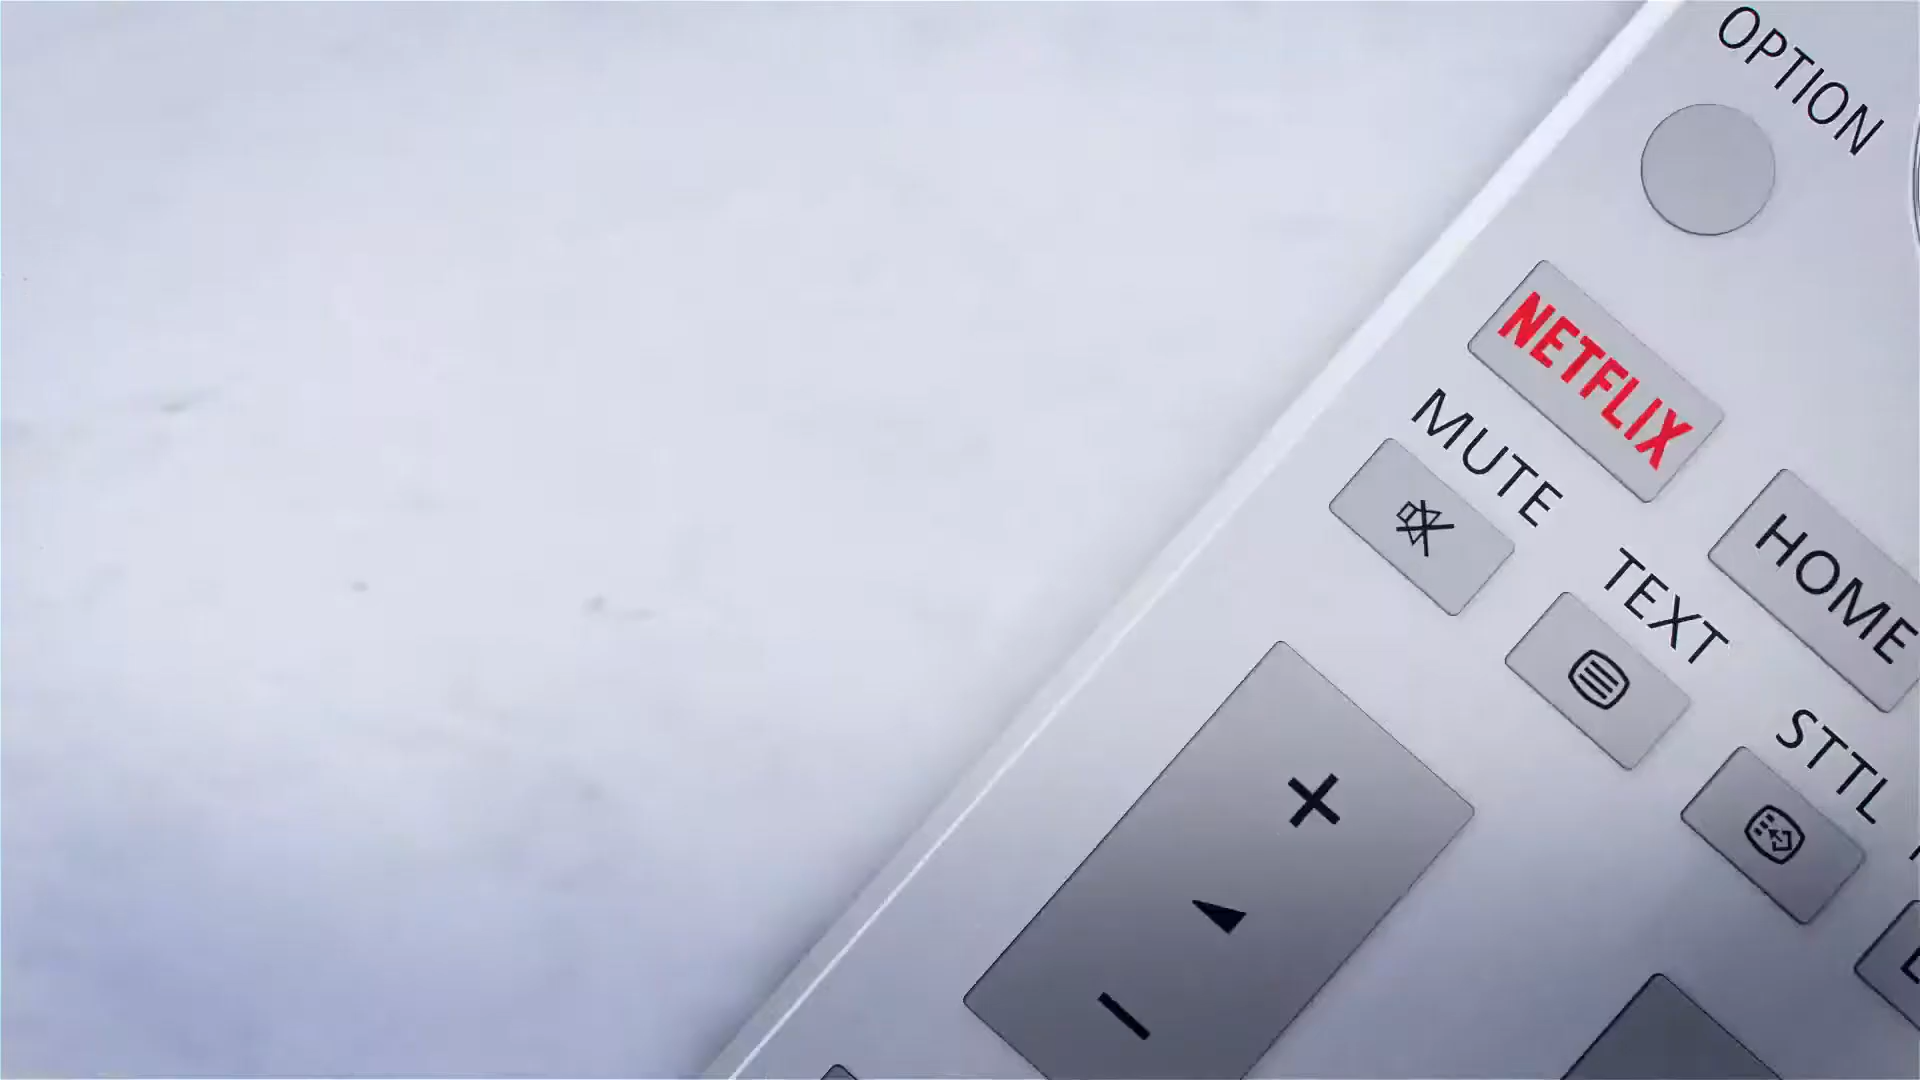 OPTION
NETFLIX
MUTE
HOME
TEXT
STTL
+
-